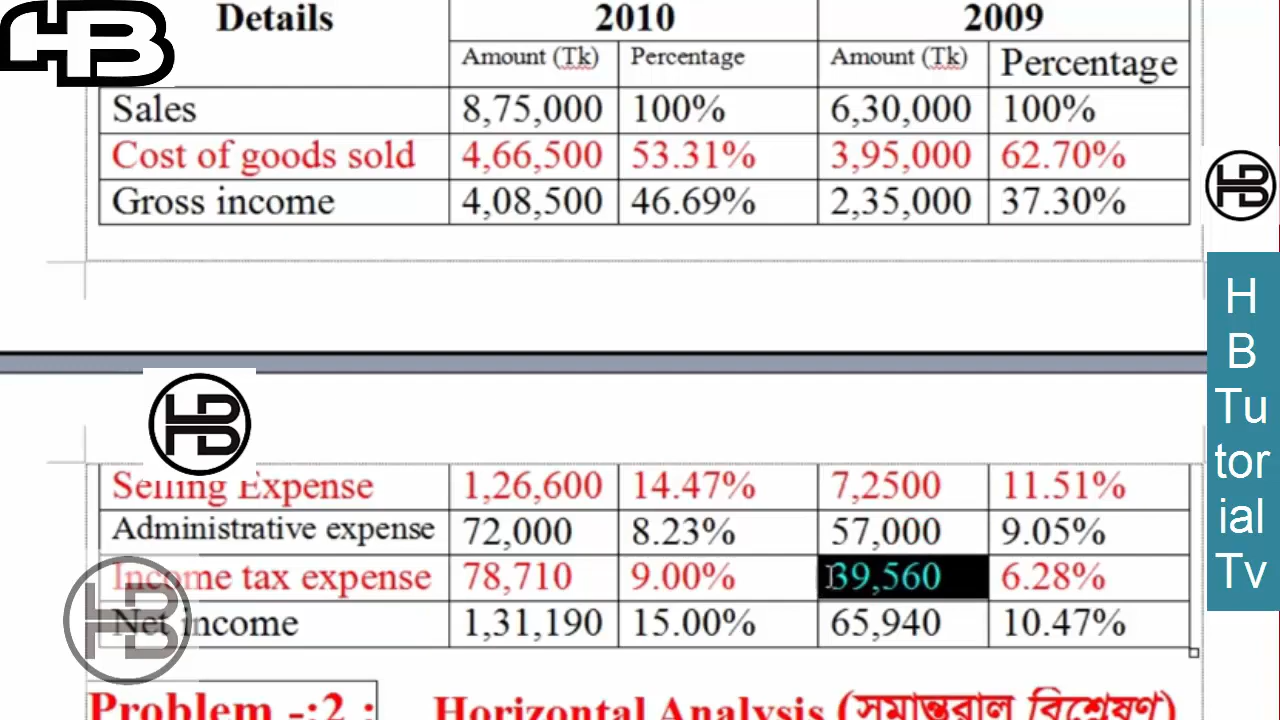 HB
Details 2010 2009
Amount (Tk) Percentage Amount (Tk) Percentage
Sales 8,75,000 100% 6,30,000 100%
Cost of goods sold 4,66,500 53.31% 3,95,000 62.70%
Gross income 4,08,500 46.69% 2,35,000 37.30%
HB
H
B
Tu
tor
ial
Tv
HB
Selling Expense 1,26,600 14.47% 7,2500 11.51%
Administrative expense 72,000 8.23% 57,000 9.05%
Income tax expense 78,710 9.00% 39,560 6.28%
Net income 1,31,190 15.00% 65,940 10.47%
HB
Problem -:2 : Horizontal Analysis (সমান্তরাল বিশ্লেষণ)